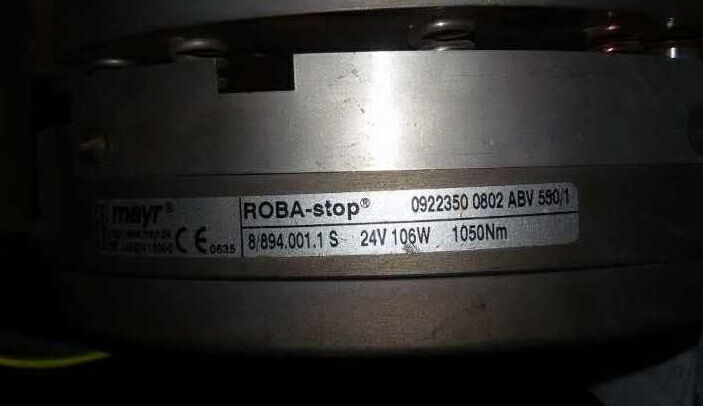 mayr®
CE 0635
ROBA-stop® 0922350 0802 ABV 550/1
8/894.001.1 S 24V 106W 1050Nm